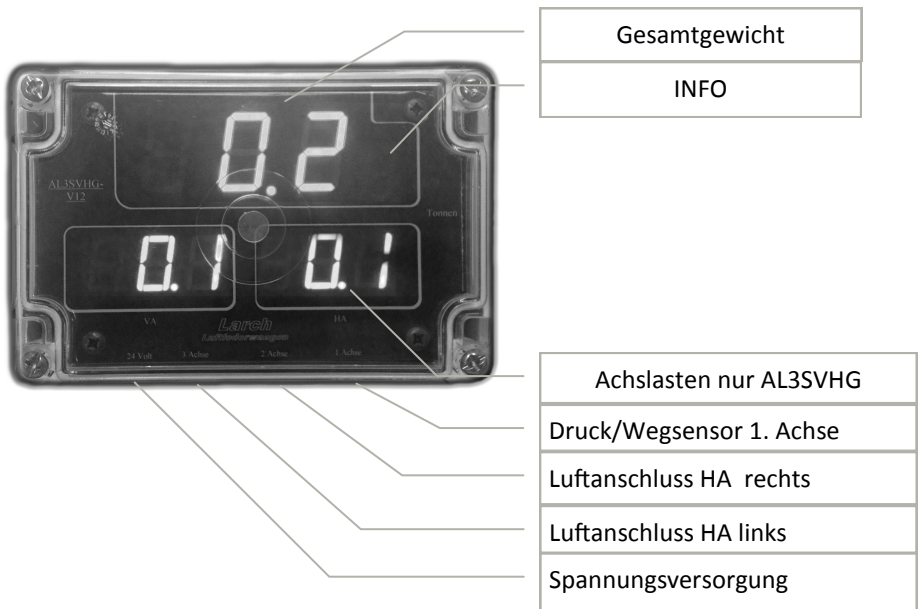 Gesamtgewicht
INFO
0.2
AL3SVHG-
V12
Tonnen
0.1 0.1
VA HA
Larch
Luftfederwaagen
24 Volt 3 Achse 2 Achse 1 Achse
Achslasten nur AL3SVHG
Druck/Wegsensor 1. Achse
Luftanschluss HA rechts
Luftanschluss HA links
Spannungsversorgung